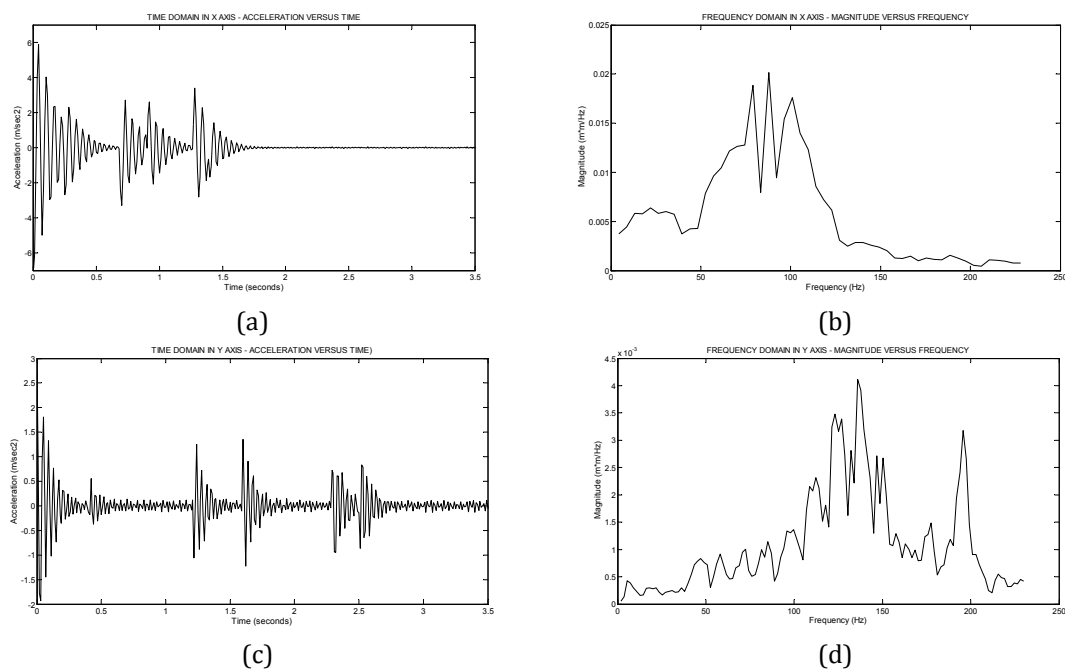 TIME DOMAIN IN X AXIS - ACCELERATION VERSUS TIME
6
4
2
0
-2
-4
-6
Acceleration (m/sec2)
0 0.5 1 1.5 2 2.5 3 3.5
Time (seconds)
(a)
FREQUENCY DOMAIN IN X AXIS - MAGNITUDE VERSUS FREQUENCY
0.025
0.02
0.015
0.01
0.005
0
Magnitude (m*m/Hz)
0 50 100 150 200 250
Frequency (Hz)
(b)
TIME DOMAIN IN Y AXIS - ACCELERATION VERSUS TIME)
3
2.5
2
1.5
1
0.5
0
-0.5
-1
-1.5
-2
Acceleration (m/sec2)
0 0.5 1 1.5 2 2.5 3 3.5
Time (seconds)
(c)
FREQUENCY DOMAIN IN Y AXIS - MAGNITUDE VERSUS FREQUENCY
x 10-3
4.5
4
3.5
3
2.5
2
1.5
1
0.5
0
Magnitude (m*m/Hz)
0 50 100 150 200 250
Frequency (Hz)
(d)